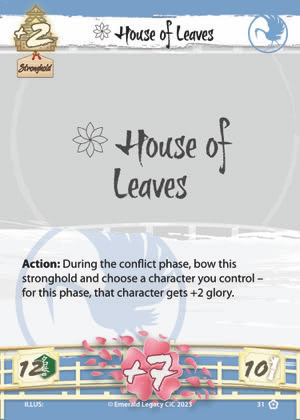 +2
House of Leaves
Stronghold
House of
Leaves
Action: During the conflict phase, bow this
stronghold and choose a character you control –
for this phase, that character gets +2 glory.
12
+7
10
ILLUS:
© Emerald Legacy CIC 2023
31